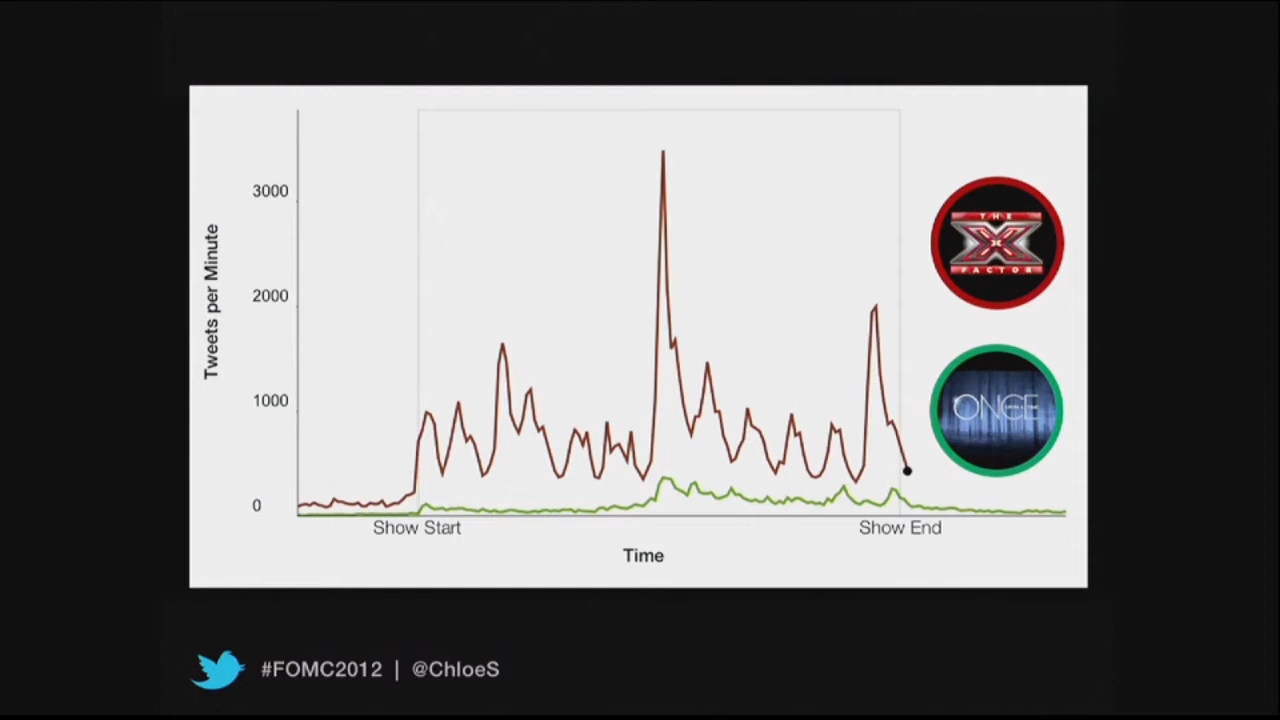 3000
2000
1000
0
Tweets per Minute
Show Start
Show End
Time
THE
X
FACTOR
ONCE
#FOMC2012 | @ChloeS